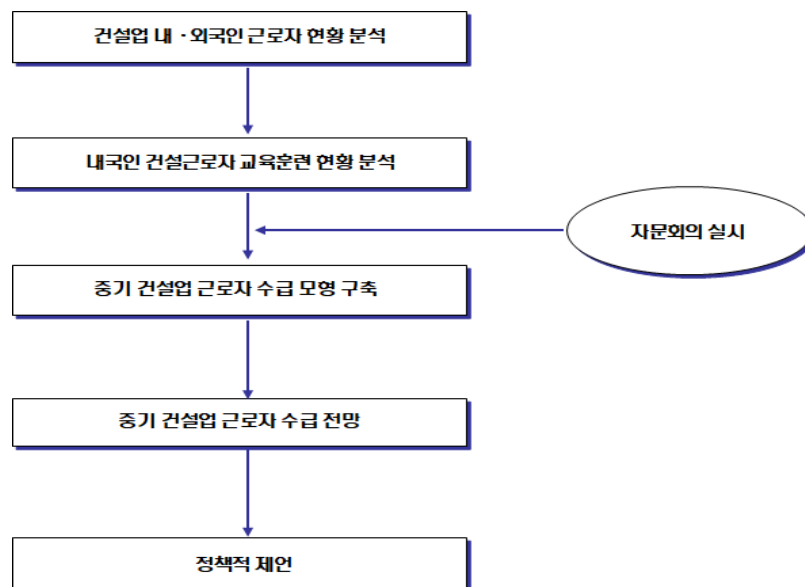 건설업 내 ·외국인 근로자 현황 분석
내국인 건설근로자 교육훈련 현황 분석
자문회의 실시
중기 건설업 근로자 수급 모형 구축
중기 건설업 근로자 수급 전망
정책적 제언